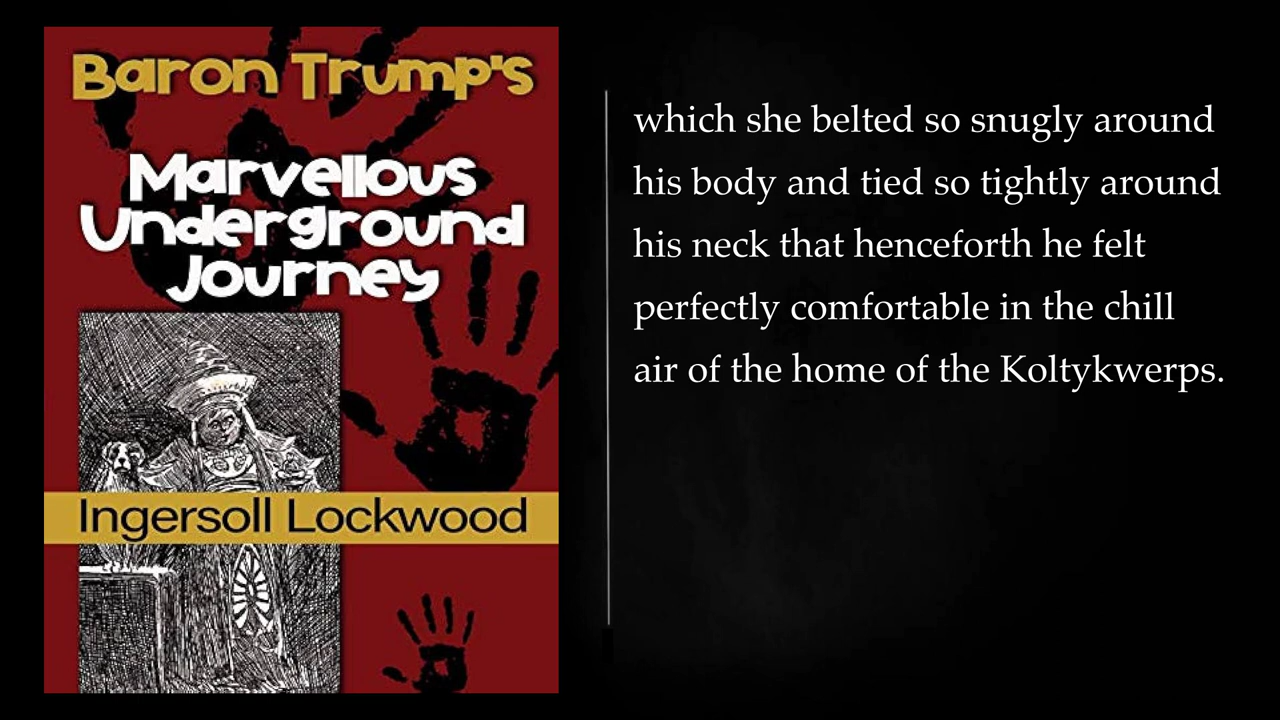 Baron Trump's
Marvellous
Underground
Journey
Ingersoll Lockwood
which she belted so snugly around
his body and tied so tightly around
his neck that henceforth he felt
perfectly comfortable in the chill
air of the home of the Koltykwerps.